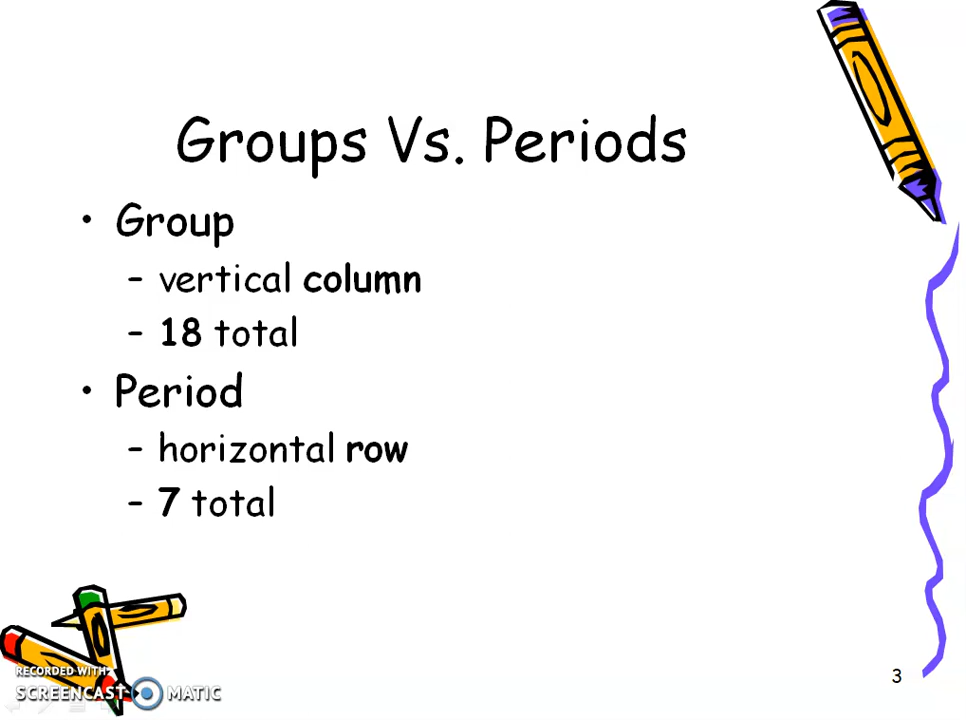 Groups Vs. Periods
• Group
– vertical column
– 18 total
• Period
– horizontal row
– 7 total
3
RECORDED WITH
SCREENCAST MATIC